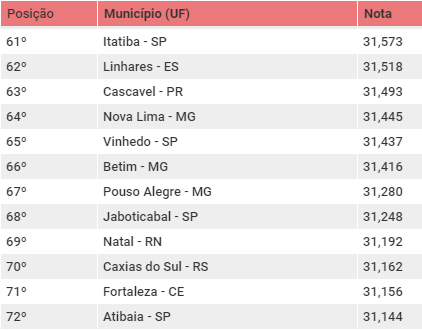 Posição Município (UF) Nota
61º Itatiba - SP 31,573
62º Linhares - ES 31,518
63º Cascavel - PR 31,493
64º Nova Lima - MG 31,445
65º Vinhedo - SP 31,437
66º Betim - MG 31,416
67º Pouso Alegre - MG 31,280
68º Jaboticabal - SP 31,248
69º Natal - RN 31,192
70º Caxias do Sul - RS 31,162
71º Fortaleza - CE 31,156
72º Atibaia - SP 31,144